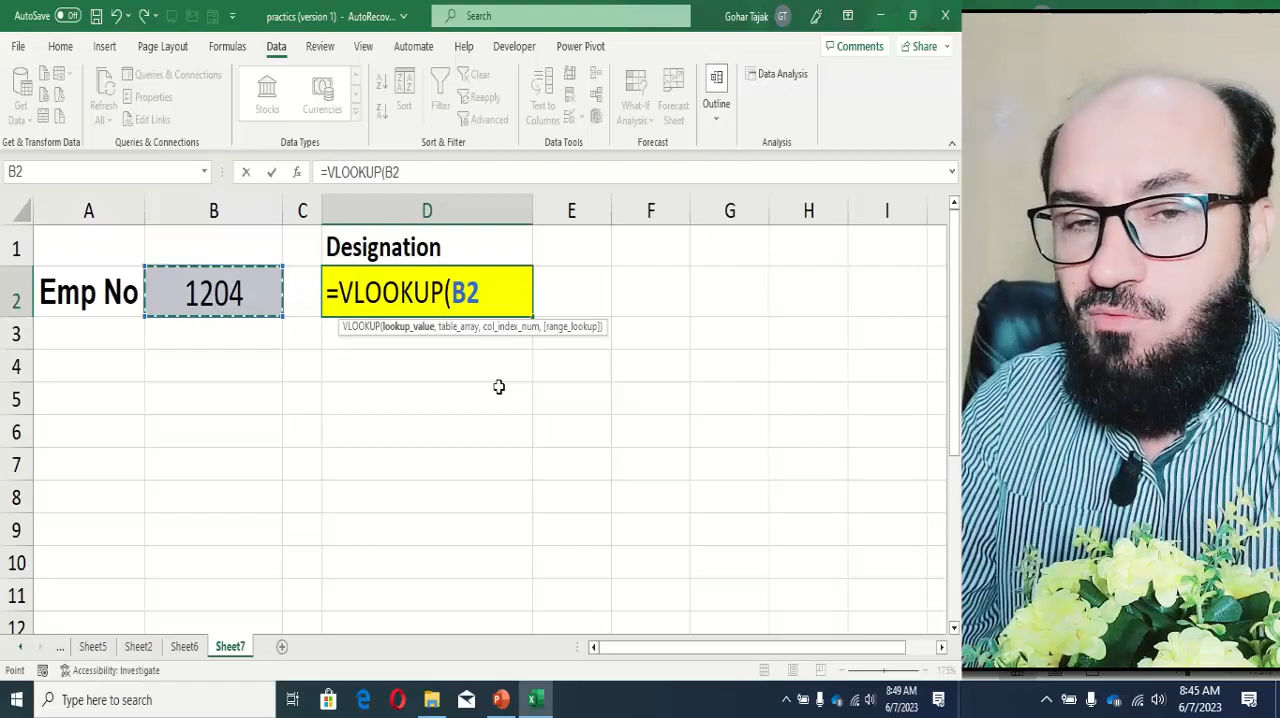 AutoSave Off practics (version 1) - AutoRecov... Search Gohar Tajak GT
File Home Insert Page Layout Formulas Data Review View Automate Help Developer Power Pivot Comments Share
Get Data
Queries & Connections
Properties
Edit Links
Refresh All
Stocks Currencies
Sort
Filter
Clear
Reapply
Advanced
Text to Columns
What-If Analysis
Forecast Sheet
Outline
Data Analysis
Get & Transform Data Queries & Connections Data Types Sort & Filter Data Tools Forecast Analysis
B2 fx =VLOOKUP(B2
A B C D E F G H I
1 Designation
2 Emp No 1204 =VLOOKUP(B2
VLOOKUP(lookup_value, table_array, col_index_num, [range_lookup])
3
4
5
6
7
8
9
10
11
12
... Sheet5 Sheet2 Sheet6 Sheet7
Point Accessibility: Investigate 175%
Type here to search 8:49 AM 8:45 AM
6/7/2023 6/7/2023